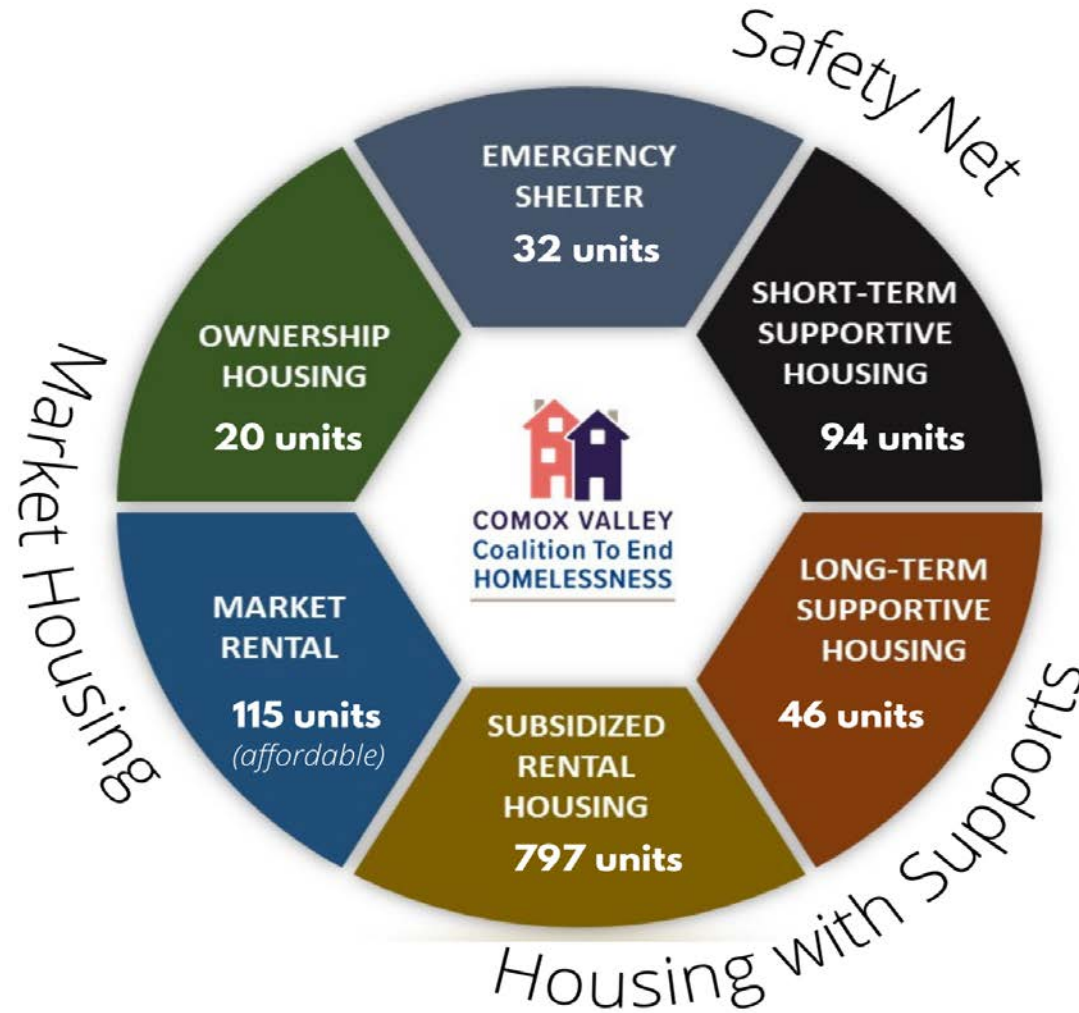 Safety Net
EMERGENCY
SHELTER
32 units
SHORT-TERM
SUPPORTIVE
HOUSING
94 units
LONG-TERM
SUPPORTIVE
HOUSING
46 units
Housing with Supports
SUBSIDIZED
RENTAL
HOUSING
797 units
MARKET
RENTAL
115 units
(affordable)
Market Housing
OWNERSHIP
HOUSING
20 units
COMOX VALLEY
Coalition To End
HOMELESSNESS